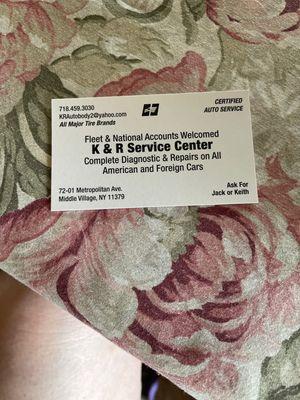 718.459.3030
KRAutobody2@yahoo.com
All Major Tire Brands
CERTIFIED
AUTO SERVICE
Fleet & National Accounts Welcomed
K & R Service Center
Complete Diagnostic & Repairs on All
American and Foreign Cars
72-01 Metropolitan Ave.
Middle Village, NY 11379
Ask For
Jack or Keith